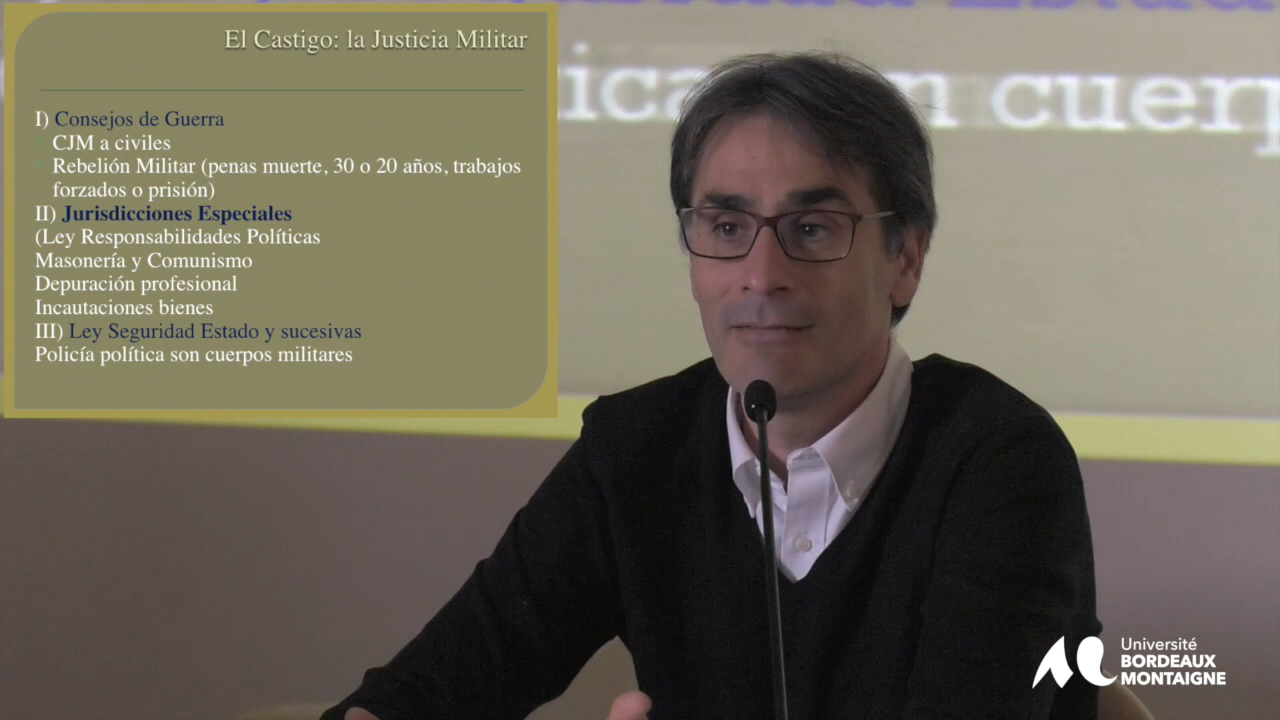 El Castigo: la Justicia Militar
I) Consejos de Guerra
CJM a civiles
Rebelión Militar (penas muerte, 30 o 20 años, trabajos
forzados o prisión)
II) Jurisdicciones Especiales
(Ley Responsabilidades Políticas
Masonería y Comunismo
Depuración profesional
Incautaciones bienes
III) Ley Seguridad Estado y sucesivas
Policía política son cuerpos militares
Université
BORDEAUX
MONTAIGNE